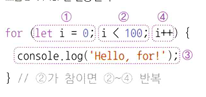 ① ② ④
for (let i = 0; i < 100; i++) {
console.log('Hello, for!'); ③
} // ②가 참이면 ②~④ 반복